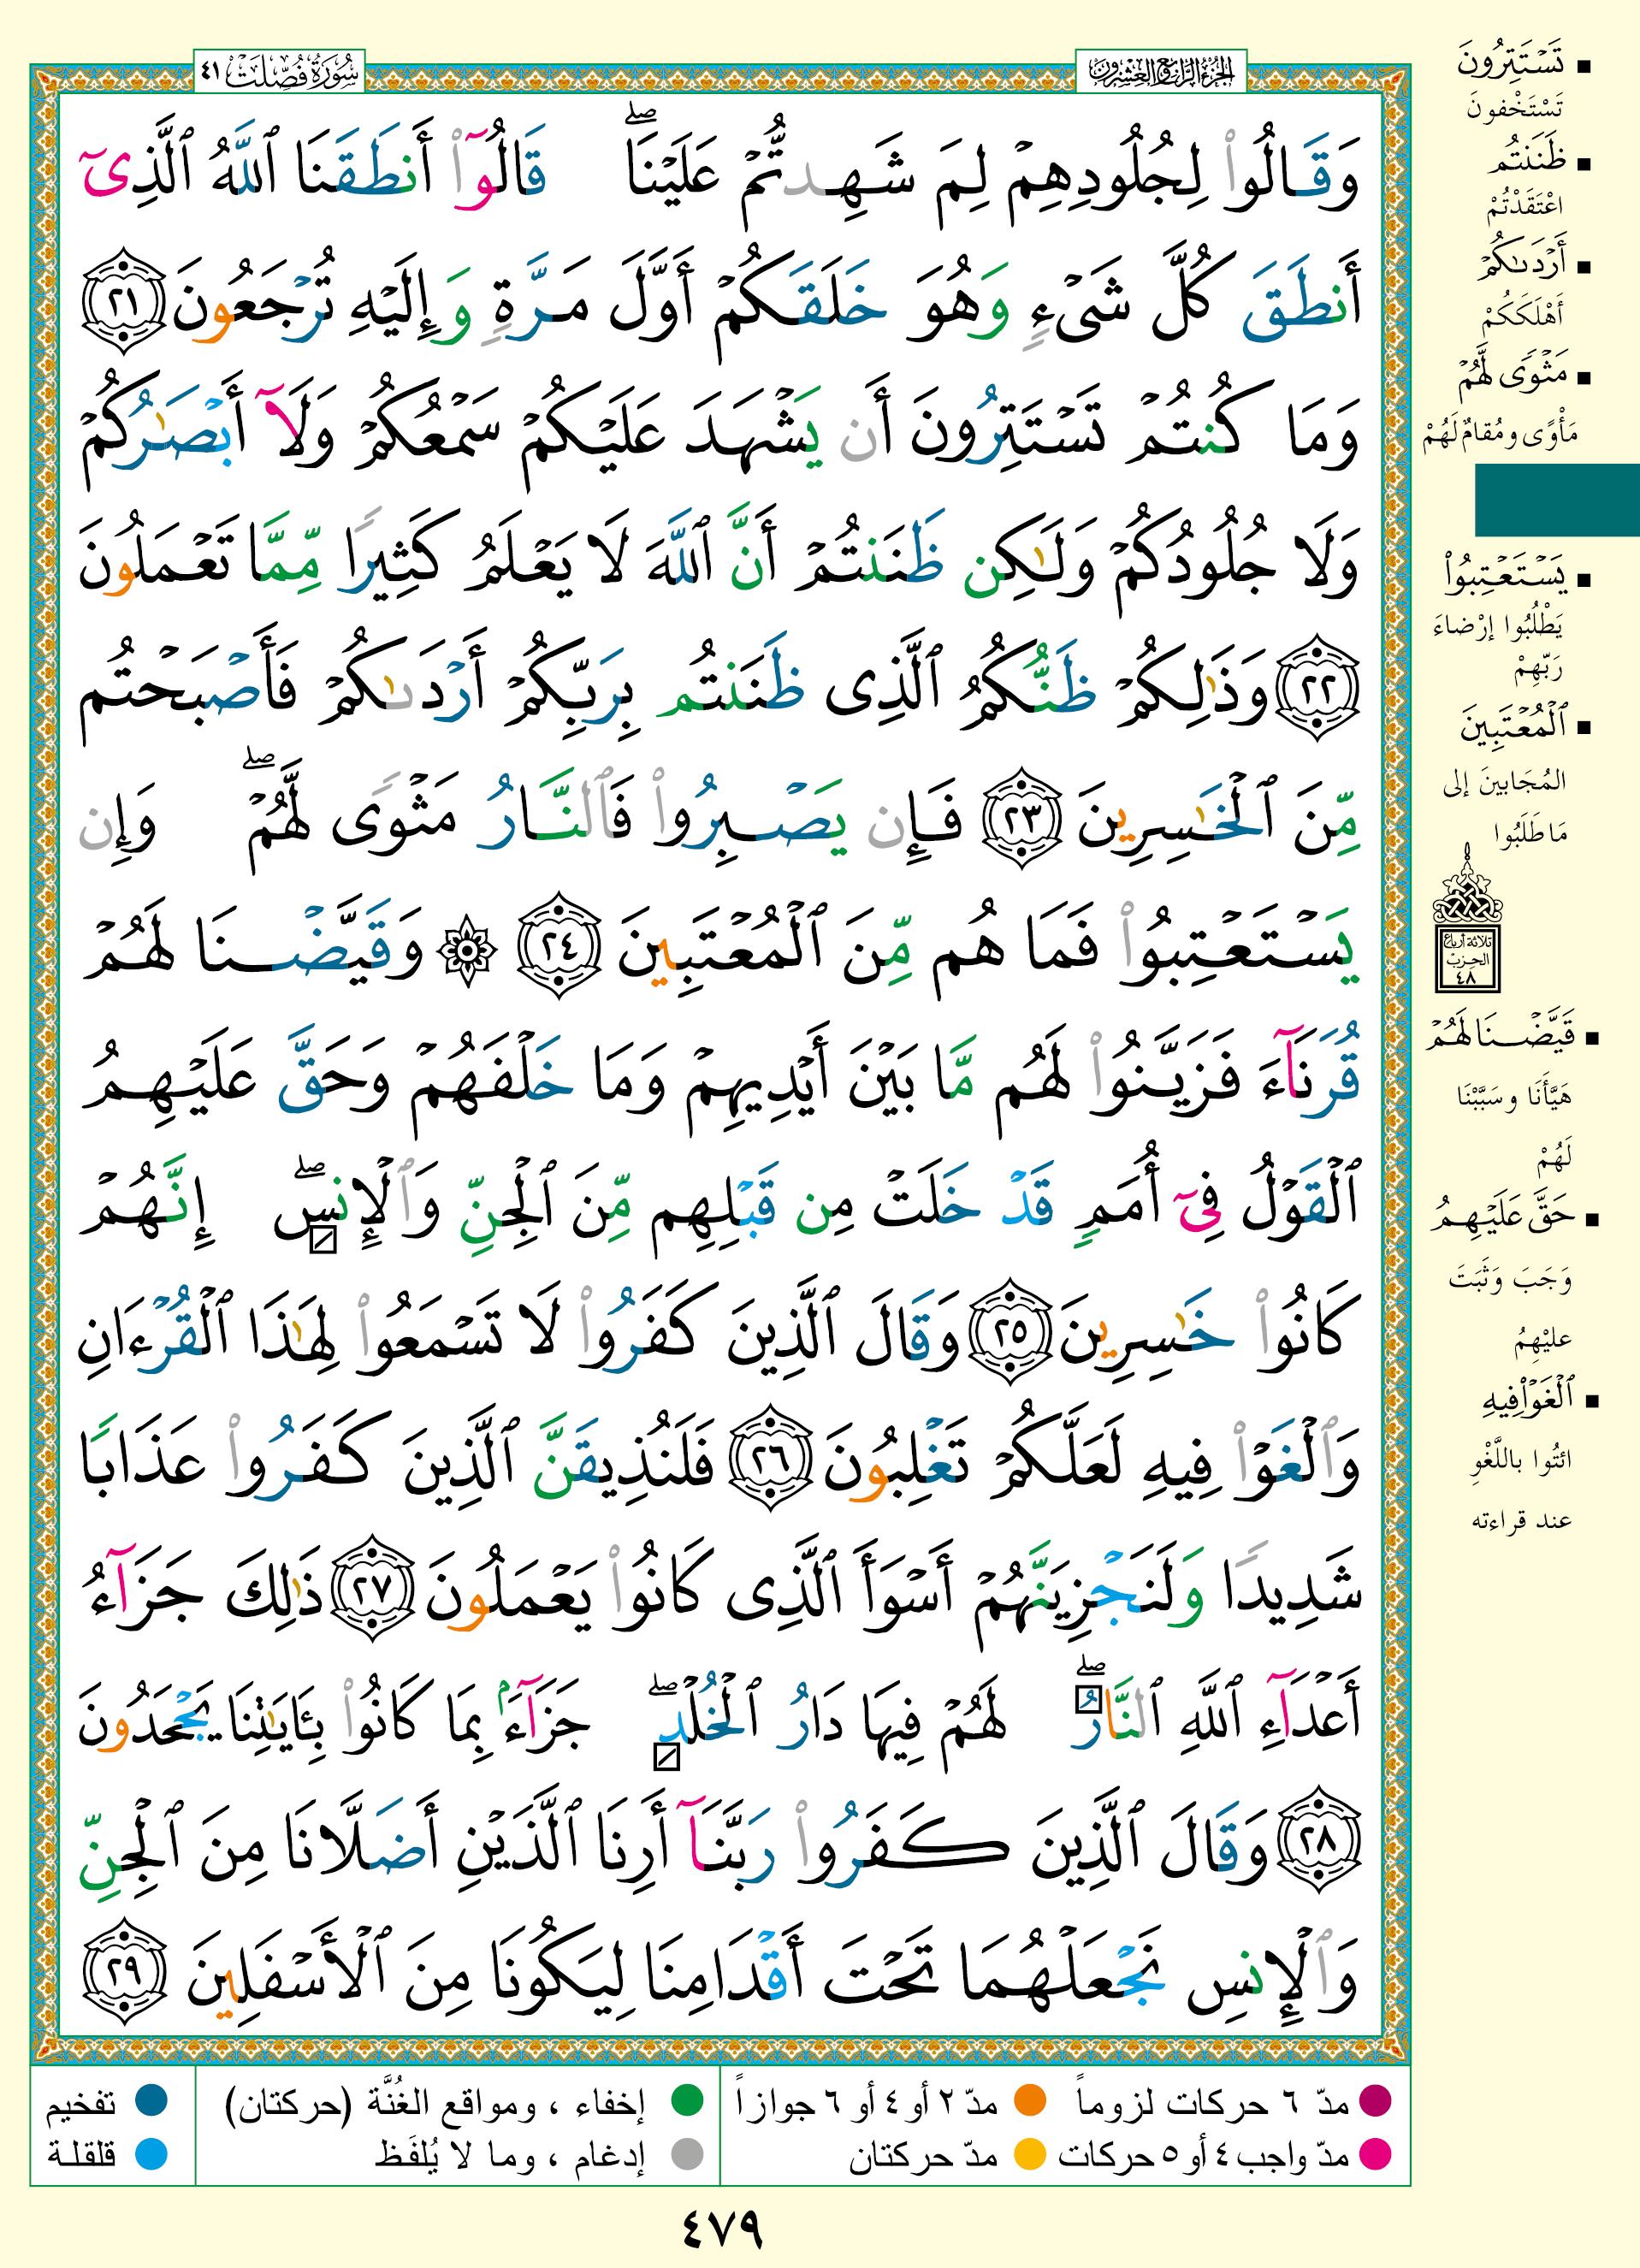 الجزء الرابع والعشرون
سُورَةُ فُصِّلَتْ ٤١
وَقَالُوا۟ لِجُلُودِهِمْ لِمَ شَهِدتُّمْ عَلَيْنَا ۖ قَالُوٓا۟ أَنطَقَنَا ٱللَّهُ ٱلَّذِىٓ
أَنطَقَ كُلَّ شَىْءٍ وَهُوَ خَلَقَكُمْ أَوَّلَ مَرَّةٍ وَإِلَيْهِ تُرْجَعُونَ ٢١
وَمَا كُنتُمْ تَسْتَتِرُونَ أَن يَشْهَدَ عَلَيْكُمْ سَمْعُكُمْ وَلَآ أَبْصَـٰرُكُمْ
وَلَا جُلُودُكُمْ وَلَـٰكِن ظَنَنتُمْ أَنَّ ٱللَّهَ لَا يَعْلَمُ كَثِيرًا مِّمَّا تَعْمَلُونَ
٢٢ وَذَٰلِكُمْ ظَنُّكُمُ ٱلَّذِى ظَنَنتُم بِرَبِّكُمْ أَرْدَىٰكُمْ فَأَصْبَحْتُم
مِّنَ ٱلْخَـٰسِرِينَ ٢٣ فَإِن يَصْبِرُوا۟ فَٱلنَّارُ مَثْوًى لَّهُمْ ۖ وَإِن
يَسْتَعْتِبُوا۟ فَمَا هُم مِّنَ ٱلْمُعْتَبِينَ ٢٤ ۞ وَقَيَّضْنَا لَهُمْ
قُرَنَآءَ فَزَيَّنُوا۟ لَهُم مَّا بَيْنَ أَيْدِيهِمْ وَمَا خَلْفَهُمْ وَحَقَّ عَلَيْهِمُ
ٱلْقَوْلُ فِىٓ أُمَمٍ قَدْ خَلَتْ مِن قَبْلِهِم مِّنَ ٱلْجِنِّ وَٱلْإِنسِ ۖ إِنَّهُمْ
كَانُوا۟ خَـٰسِرِينَ ٢٥ وَقَالَ ٱلَّذِينَ كَفَرُوا۟ لَا تَسْمَعُوا۟ لِهَـٰذَا ٱلْقُرْءَانِ
وَٱلْغَوْا۟ فِيهِ لَعَلَّكُمْ تَغْلِبُونَ ٢٦ فَلَنُذِيقَنَّ ٱلَّذِينَ كَفَرُوا۟ عَذَابًا
شَدِيدًا وَلَنَجْزِيَنَّهُمْ أَسْوَأَ ٱلَّذِى كَانُوا۟ يَعْمَلُونَ ٢٧ ذَٰلِكَ جَزَآءُ
أَعْدَآءِ ٱللَّهِ ٱلنَّارُ ۖ لَهُمْ فِيهَا دَارُ ٱلْخُلْدِ ۖ جَزَآءًۢ بِمَا كَانُوا۟ بِـَٔايَـٰتِنَا يَجْحَدُونَ
٢٨ وَقَالَ ٱلَّذِينَ كَفَرُوا۟ رَبَّنَآ أَرِنَا ٱلَّذَيْنِ أَضَلَّانَا مِنَ ٱلْجِنِّ
وَٱلْإِنسِ نَجْعَلْهُمَا تَحْتَ أَقْدَامِنَا لِيَكُونَا مِنَ ٱلْأَسْفَلِينَ ٢٩
تَسْتَتِرُونَ
تَسْتَخْفونَ
ظَنَنتُم
اعْتَقَدْتُمْ
أَرْدَىٰكُمْ
أَهْلَكَكُمْ
مَثْوًى لَّهُمْ
مَأْوًى ومُقامٌ لَهُمْ
يَسْتَعْتِبُوا۟
يَطْلُبُوا إرْضاءَ
رَبّهِمْ
ٱلْمُعْتَبِينَ
المُجَابينَ إلى
مَا طَلَبُوا
ثلاثة أرباع
الحزب
٤٨
قَيَّضْنَا لَهُمْ
هَيَّأْنَا وسَبَّبْنَا
لَهُمْ
حَقَّ عَلَيْهِمُ
وَجَبَ وَثَبَتَ
عليْهِمُ
ٱلْغَوْا۟ فِيهِ
ائتُوا باللَّغْوِ
عند قراءته
مدّ ٦ حركات لزوماً
مدّ ٢ أو ٤ أو ٦ جوازاً
إخفاء ، ومواقع الغُنَّة (حركتان)
تفخيم
مدّ واجب ٤ أو ٥ حركات
مدّ حركتان
إدغام ، وما لا يُلفَظ
قلقلة
٤٧٩